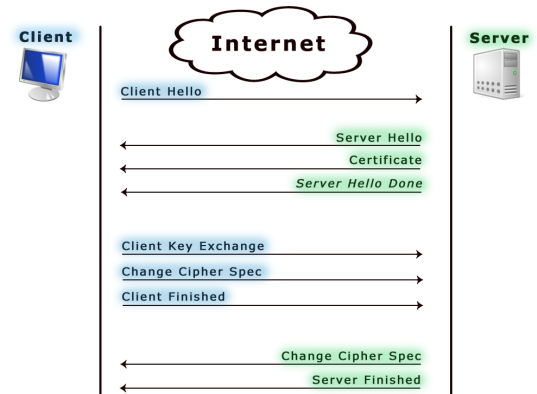 Client
Internet
Server
Client Hello
Server Hello
Certificate
Server Hello Done
Client Key Exchange
Change Cipher Spec
Client Finished
Change Cipher Spec
Server Finished